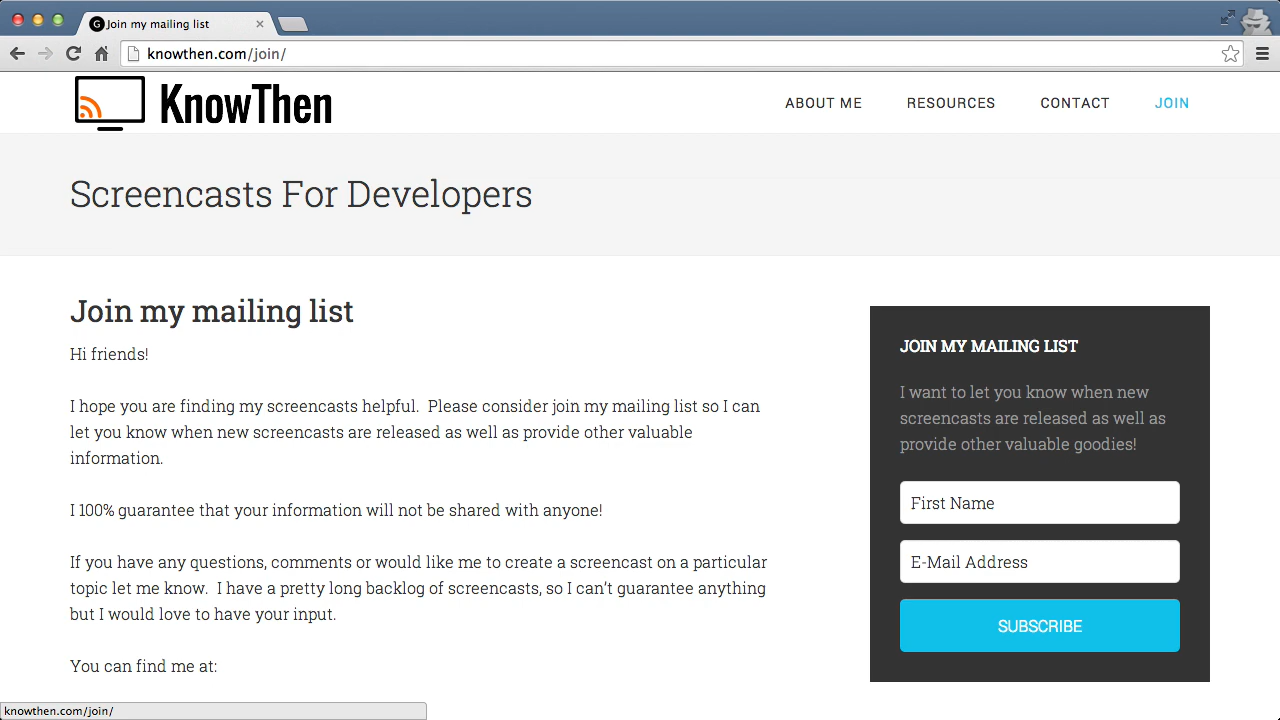 Join my mailing list
knowthen.com/join/
KnowThen
ABOUT ME
RESOURCES
CONTACT
JOIN
Screencasts For Developers
Join my mailing list
Hi friends!
I hope you are finding my screencasts helpful.  Please consider join my mailing list so I can
let you know when new screencasts are released as well as provide other valuable
information.
I 100% guarantee that your information will not be shared with anyone!
If you have any questions, comments or would like me to create a screencast on a particular
topic let me know.  I have a pretty long backlog of screencasts, so I can’t guarantee anything
but I would love to have your input.
You can find me at:
JOIN MY MAILING LIST
I want to let you know when new
screencasts are released as well as
provide other valuable goodies!
First Name
E-Mail Address
SUBSCRIBE
knowthen.com/join/